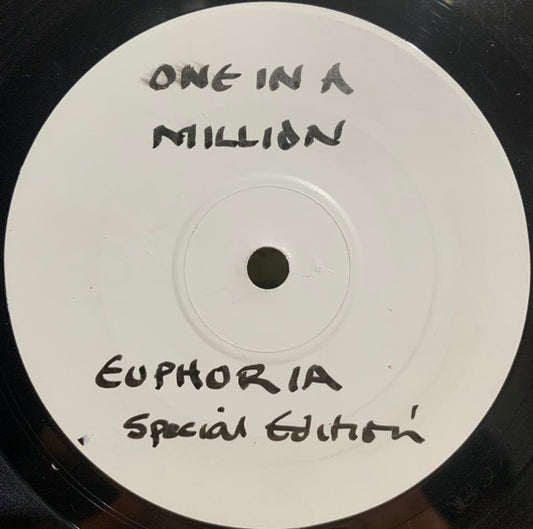 ONE IN A
MILLION
EUPHORIA
Special Edition